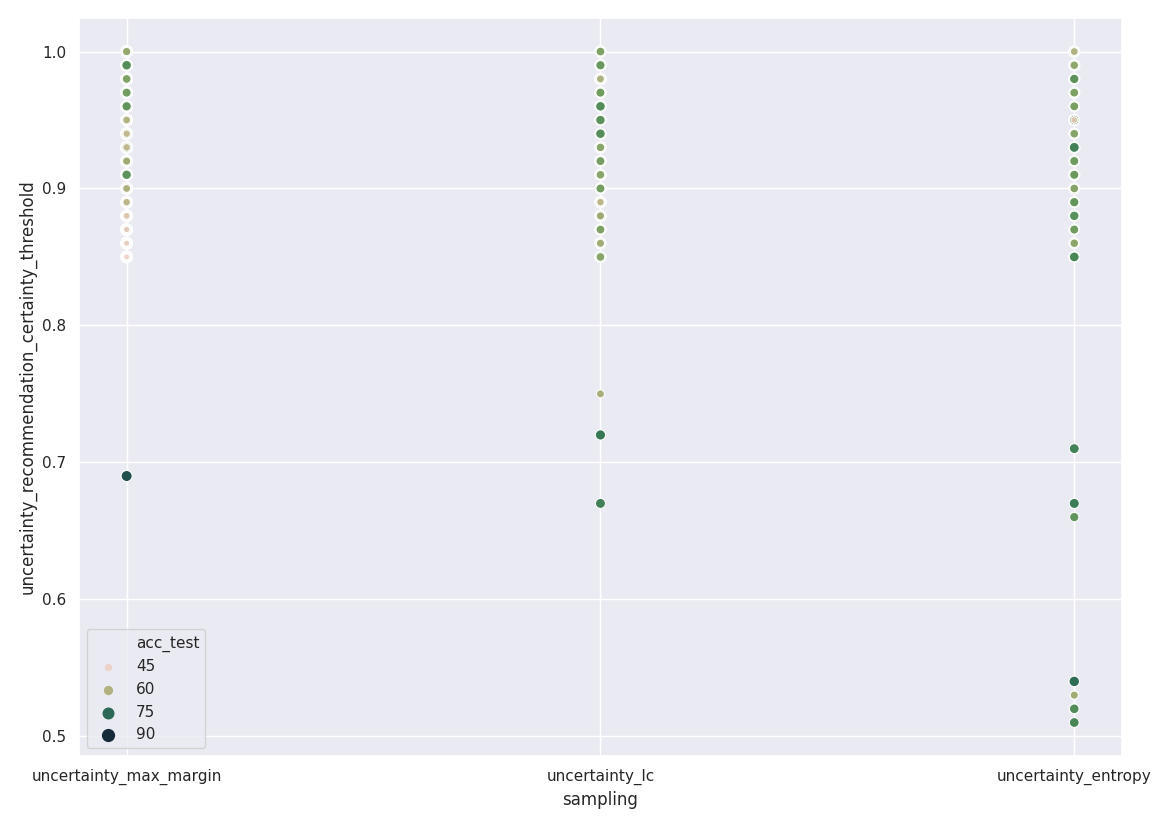 uncertainty_recommendation_certainty_threshold
1.0
0.9
0.8
0.7
0.6
0.5
acc_test
45
60
75
90
uncertainty_max_margin
uncertainty_lc
uncertainty_entropy
sampling